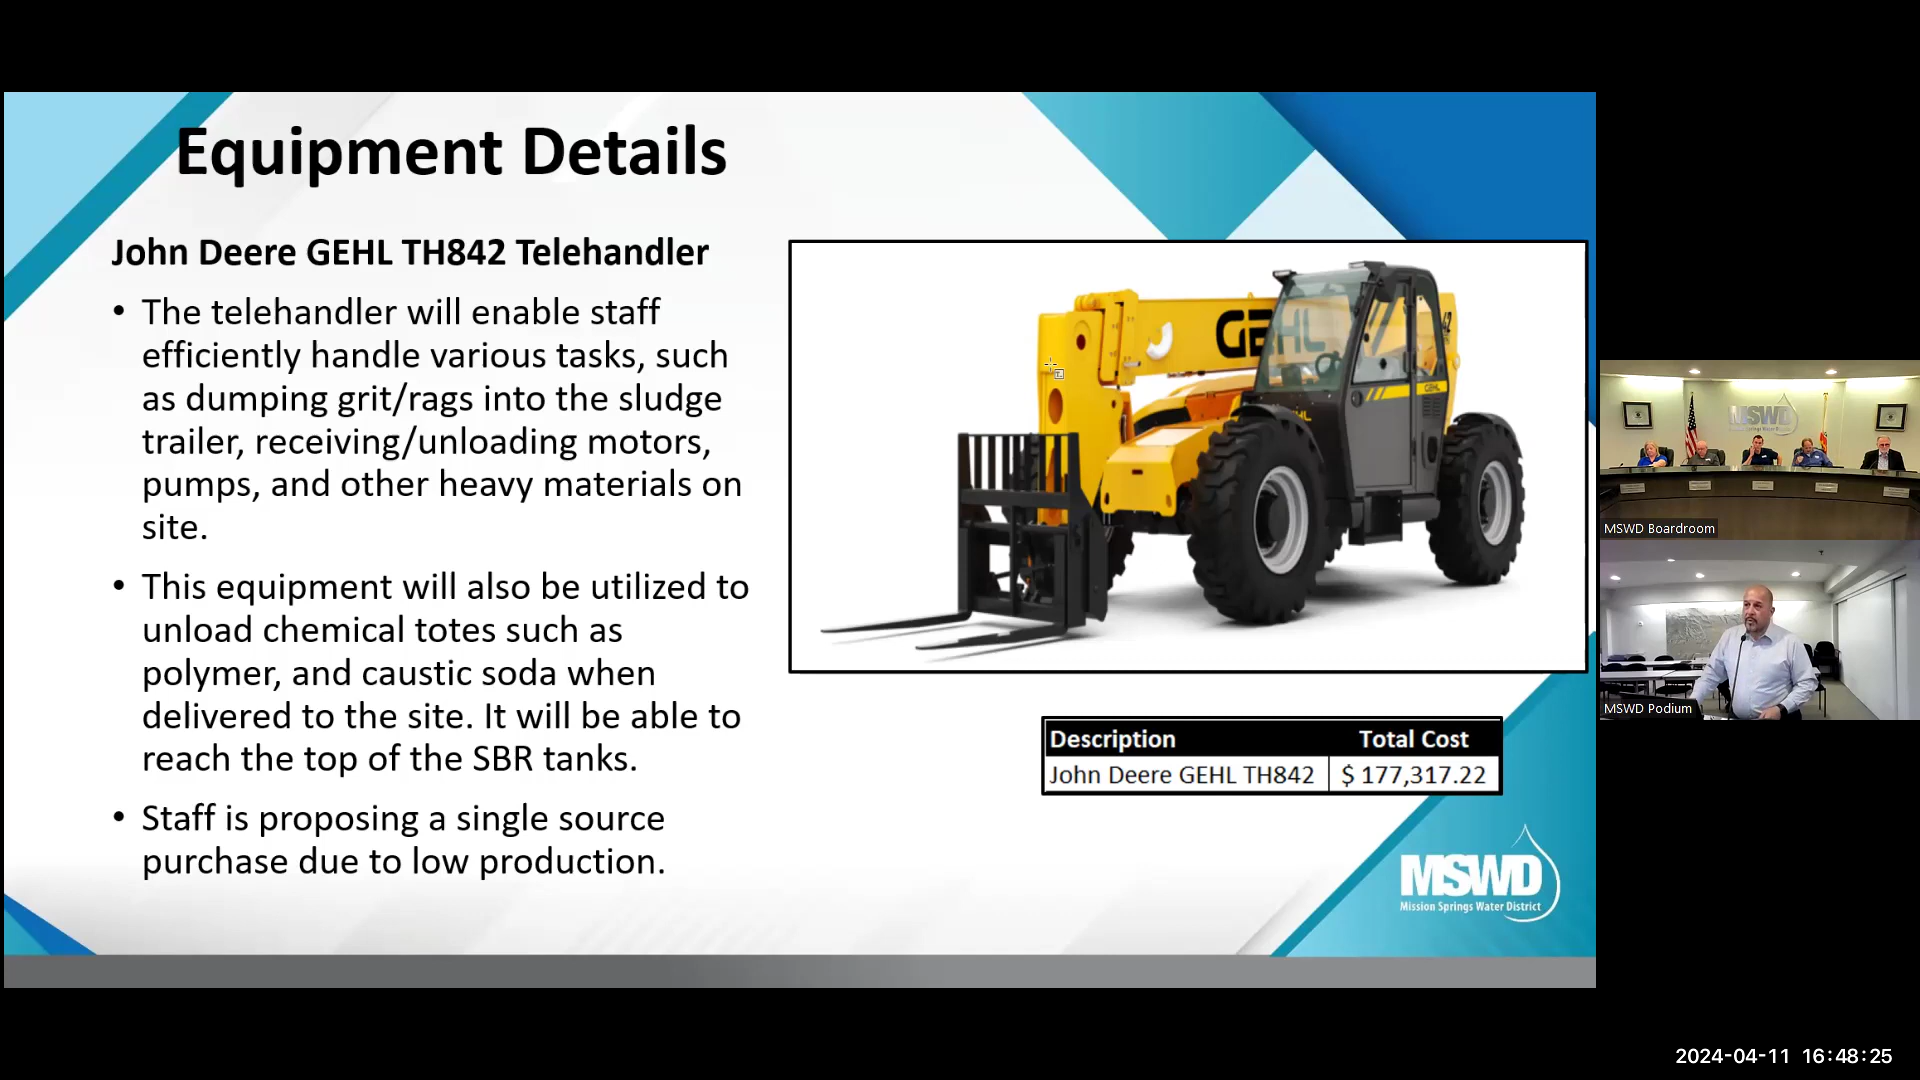 Equipment Details
John Deere GEHL TH842 Telehandler
• The telehandler will enable staff
efficiently handle various tasks, such
as dumping grit/rags into the sludge
trailer, receiving/unloading motors,
pumps, and other heavy materials on
site.
• This equipment will also be utilized to
unload chemical totes such as
polymer, and caustic soda when
delivered to the site. It will be able to
reach the top of the SBR tanks.
• Staff is proposing a single source
purchase due to low production.
GEHL
GEHL
Description Total Cost
John Deere GEHL TH842 $ 177,317.22
MSWD
Mission Springs Water District
MSWD
MSWD Boardroom
MSWD Podium
2024-04-11 16:48:25